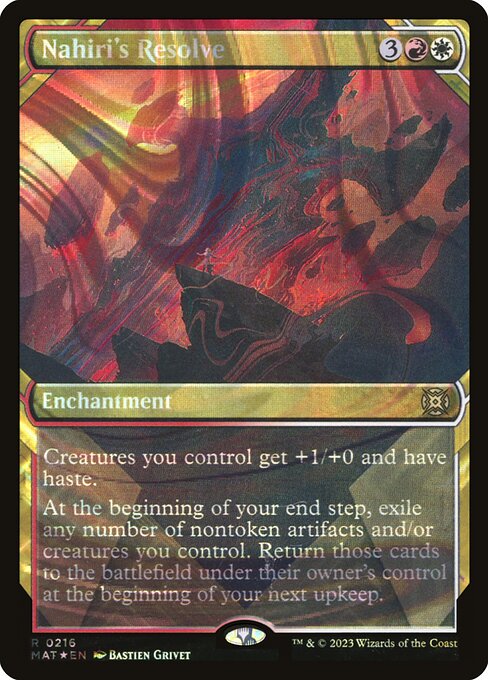 Nahiri's Resolve 3
Enchantment
Creatures you control get +1/+0 and have
haste.
At the beginning of your end step, exile
any number of nontoken artifacts and/or
creatures you control. Return those cards
to the battlefield under their owner's control
at the beginning of your next upkeep.
R 0216
MAT★EN Bastien Grivet
™ & © 2023 Wizards of the Coast